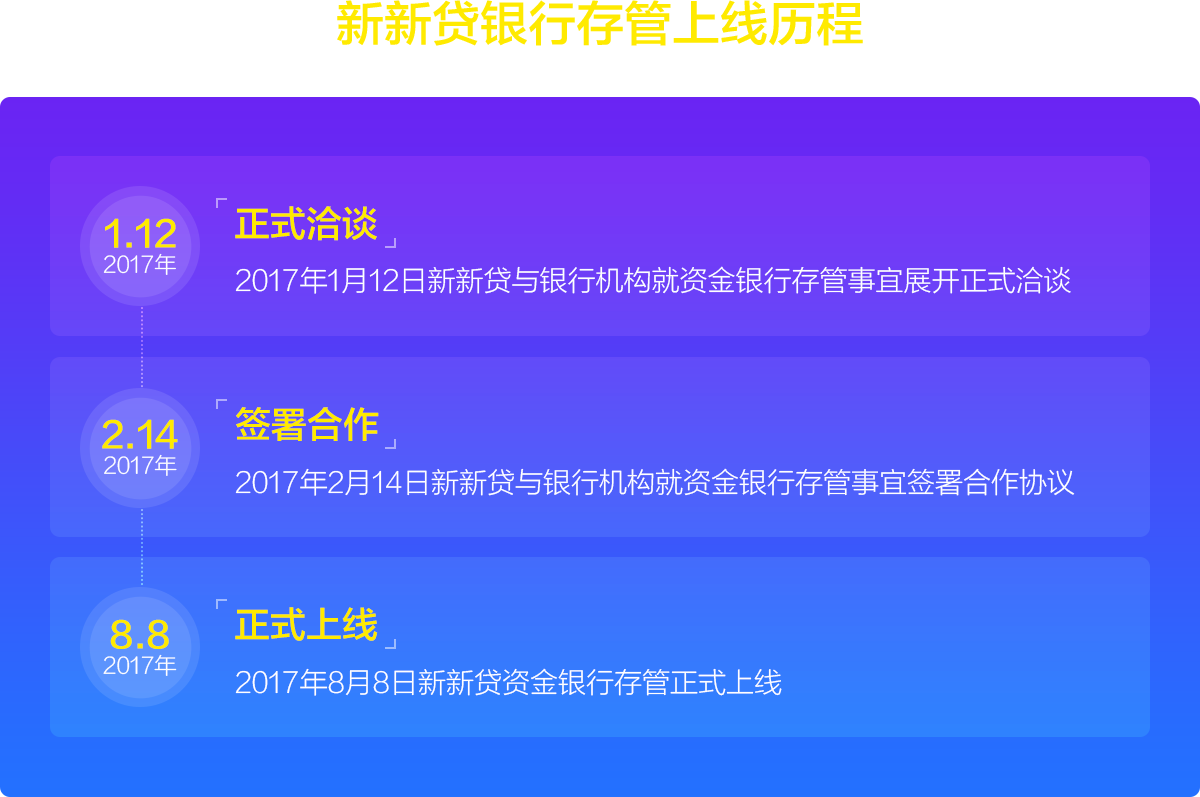 新新贷银行存管上线历程
1.12
2017年
正式洽谈
2017年1月12日新新贷与银行机构就资金银行存管事宜展开正式洽谈
2.14
2017年
签署合作
2017年2月14日新新贷与银行机构就资金银行存管事宜签署合作协议
8.8
2017年
正式上线
2017年8月8日新新贷资金银行存管正式上线